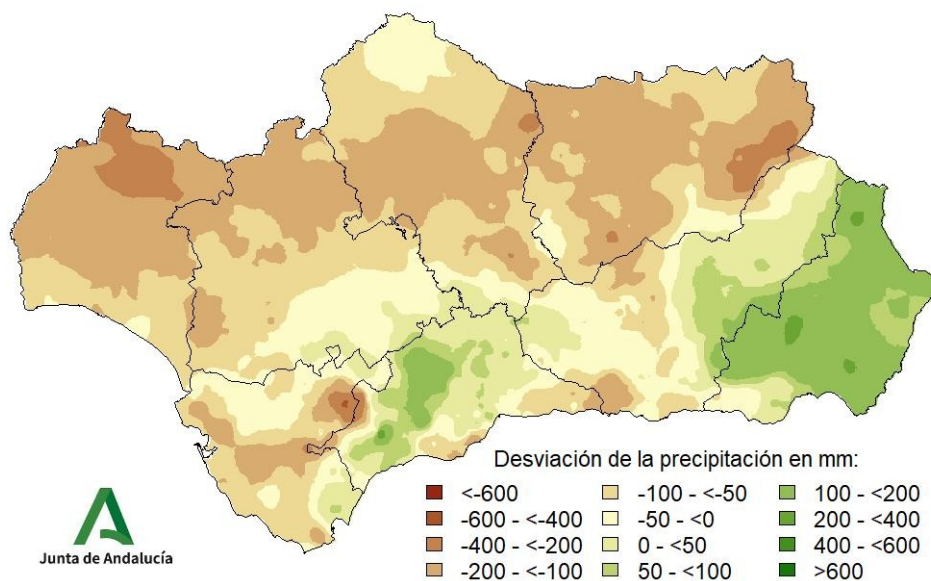 Desviación de la precipitación en mm:
<-600
-600 - <-400
-400 - <-200
-200 - <-100
-100 - <-50
-50 - <0
0 - <50
50 - <100
100 - <200
200 - <400
400 - <600
>600
Junta de Andalucía